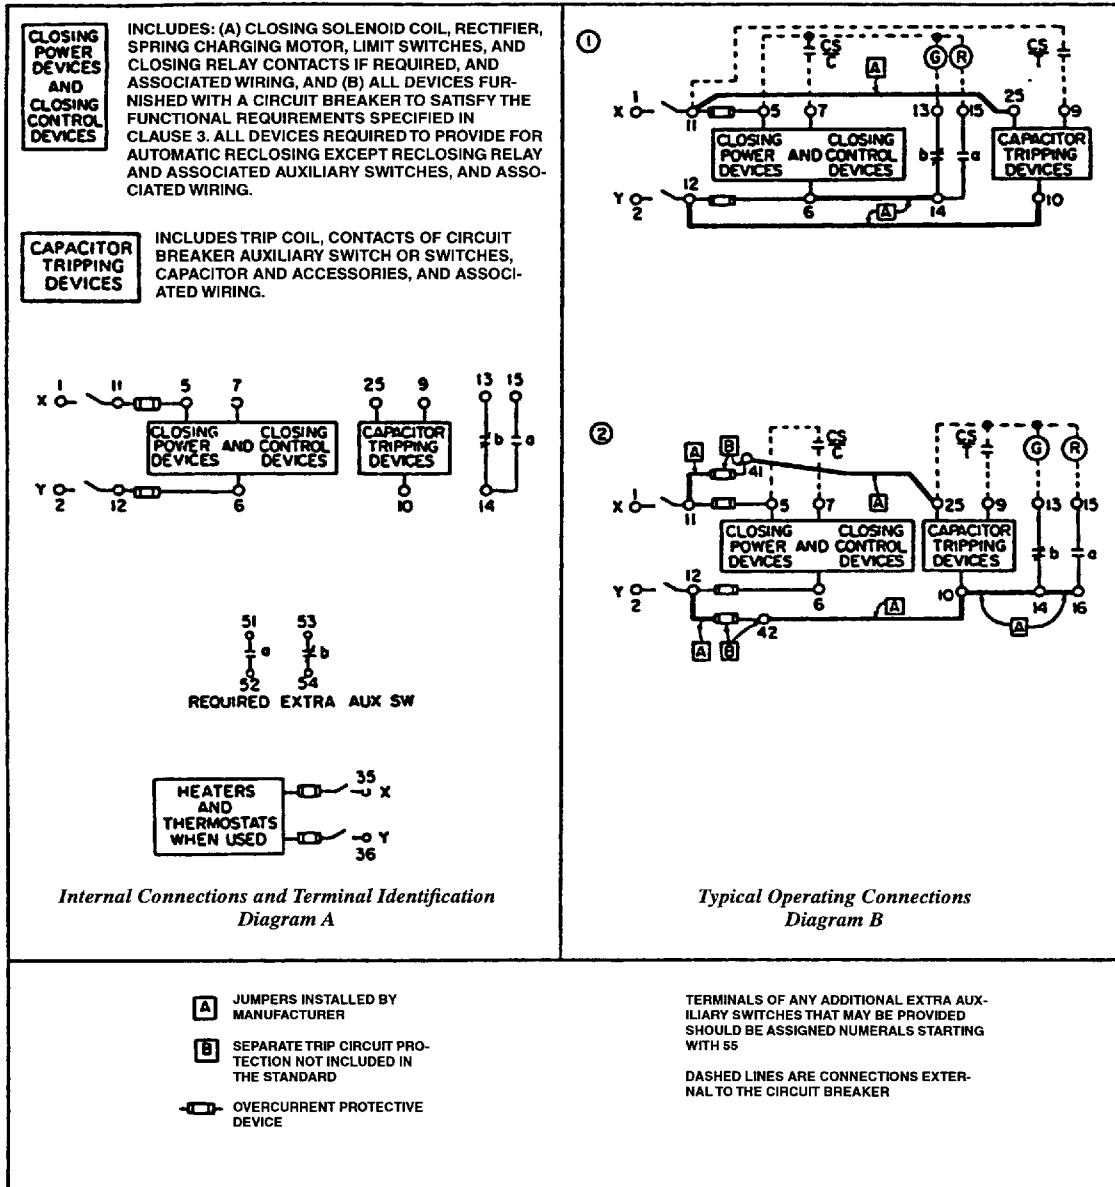 CLOSING
POWER
DEVICES
AND
CLOSING
CONTROL
DEVICES
INCLUDES: (A) CLOSING SOLENOID COIL, RECTIFIER,
SPRING CHARGING MOTOR, LIMIT SWITCHES, AND
CLOSING RELAY CONTACTS IF REQUIRED, AND
ASSOCIATED WIRING, AND (B) ALL DEVICES FUR-
NISHED WITH A CIRCUIT BREAKER TO SATISFY THE
FUNCTIONAL REQUIREMENTS SPECIFIED IN
CLAUSE 3. ALL DEVICES REQUIRED TO PROVIDE FOR
AUTOMATIC RECLOSING EXCEPT RECLOSING RELAY
AND ASSOCIATED AUXILIARY SWITCHES, AND ASSO-
CIATED WIRING.
CAPACITOR
TRIPPING
DEVICES
INCLUDES TRIP COIL, CONTACTS OF CIRCUIT
BREAKER AUXILIARY SWITCH OR SWITCHES,
CAPACITOR AND ACCESSORIES, AND ASSOCI-
ATED WIRING.
1 11 5 7 25 9 13 15
X
CLOSING CLOSING
POWER AND CONTROL
DEVICES DEVICES
CAPACITOR
TRIPPING
DEVICES
b a
Y
2 12 6 10 14
51 53
a b
52 54
REQUIRED EXTRA AUX SW
HEATERS
AND
THERMOSTATS
WHEN USED
35
X
Y
36
Internal Connections and Terminal Identification
Diagram A
1
CS
C
G R
CS
T
A
X 1 11 5 7 13 15 25 9
CLOSING CLOSING
POWER AND CONTROL
DEVICES DEVICES
b a
CAPACITOR
TRIPPING
DEVICES
Y 2 12 6 A 14 10
2
A B 41
CS
C
CS
T
G R
A
X 1 11 5 7 25 9 13 15
CLOSING CLOSING
POWER AND CONTROL
DEVICES DEVICES
CAPACITOR
TRIPPING
DEVICES
b a
Y 2 12 6 10 14 16
A
42
A B
A
Typical Operating Connections
Diagram B
A JUMPERS INSTALLED BY
MANUFACTURER
B SEPARATE TRIP CIRCUIT PRO-
TECTION NOT INCLUDED IN
THE STANDARD
OVERCURRENT PROTECTIVE
DEVICE
TERMINALS OF ANY ADDITIONAL EXTRA AUX-
ILIARY SWITCHES THAT MAY BE PROVIDED
SHOULD BE ASSIGNED NUMERALS STARTING
WITH 55
DASHED LINES ARE CONNECTIONS EXTER-
NAL TO THE CIRCUIT BREAKER